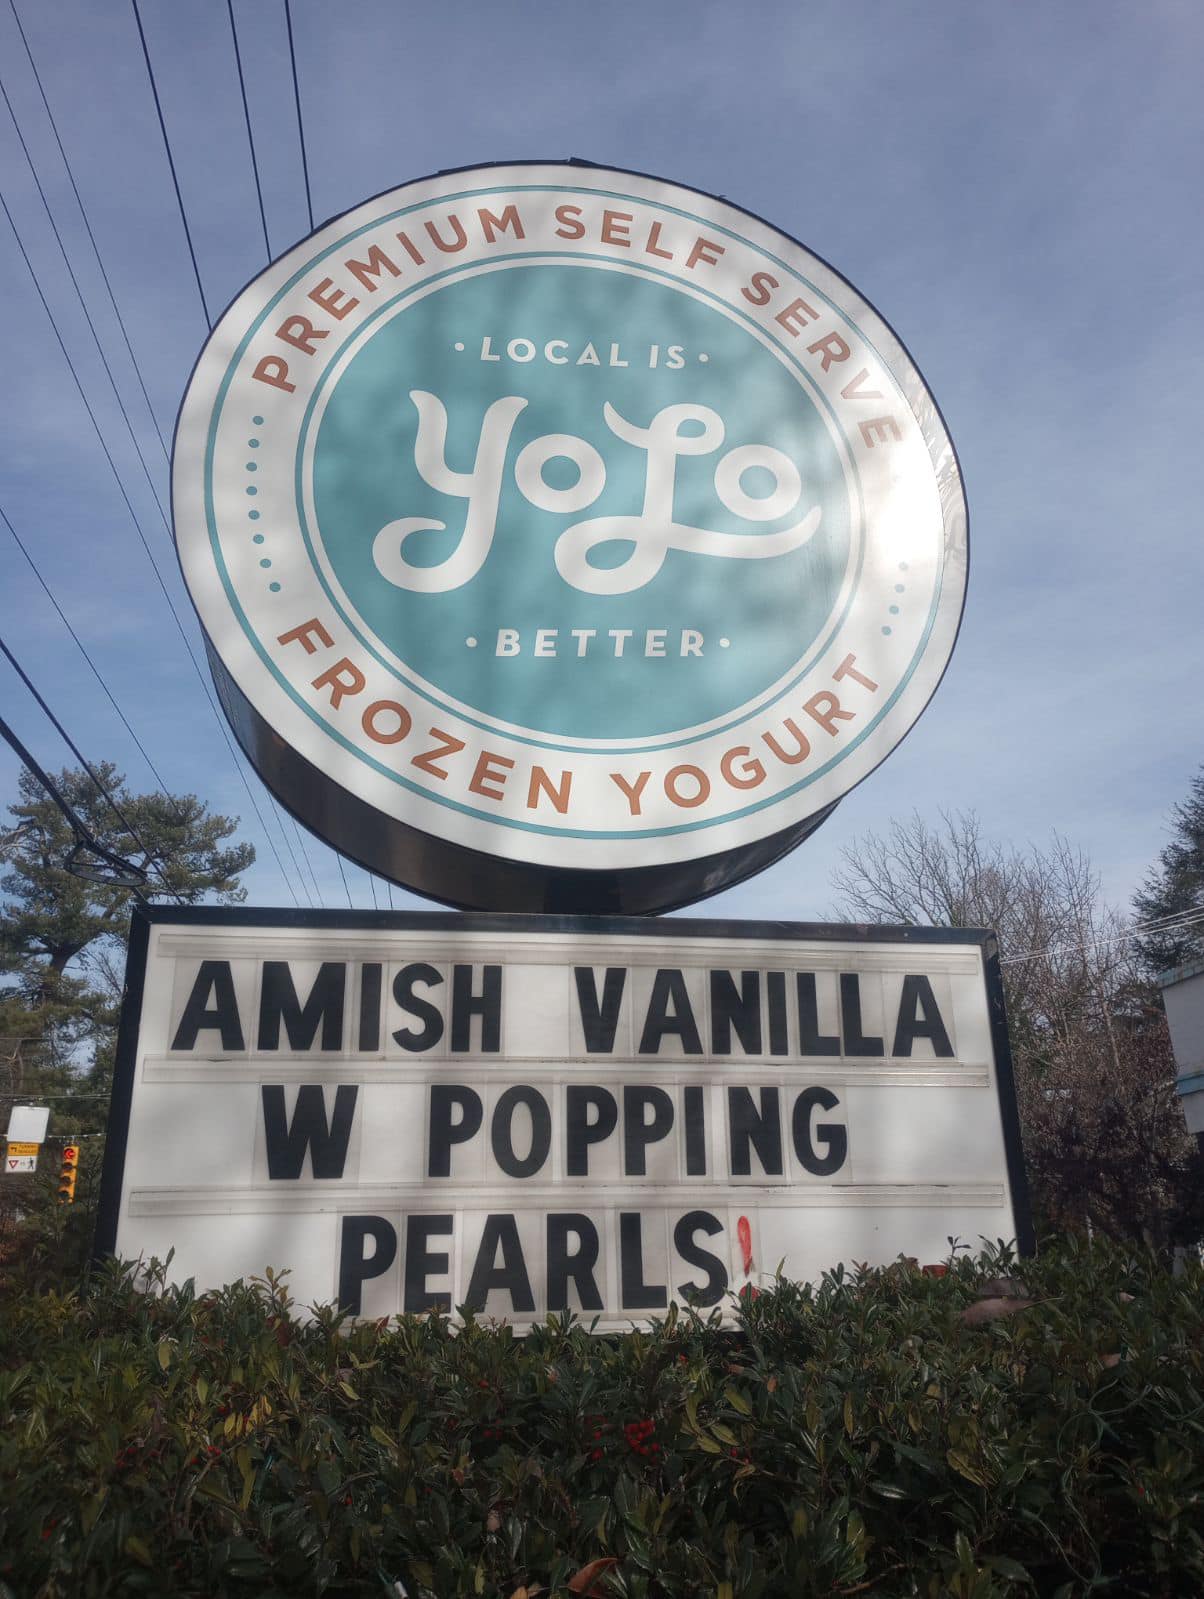 PREMIUM SELF SERVE
· LOCAL IS ·
YoLo
· BETTER ·
FROZEN YOGURT
AMISH VANILLA
W POPPING
PEARLS!